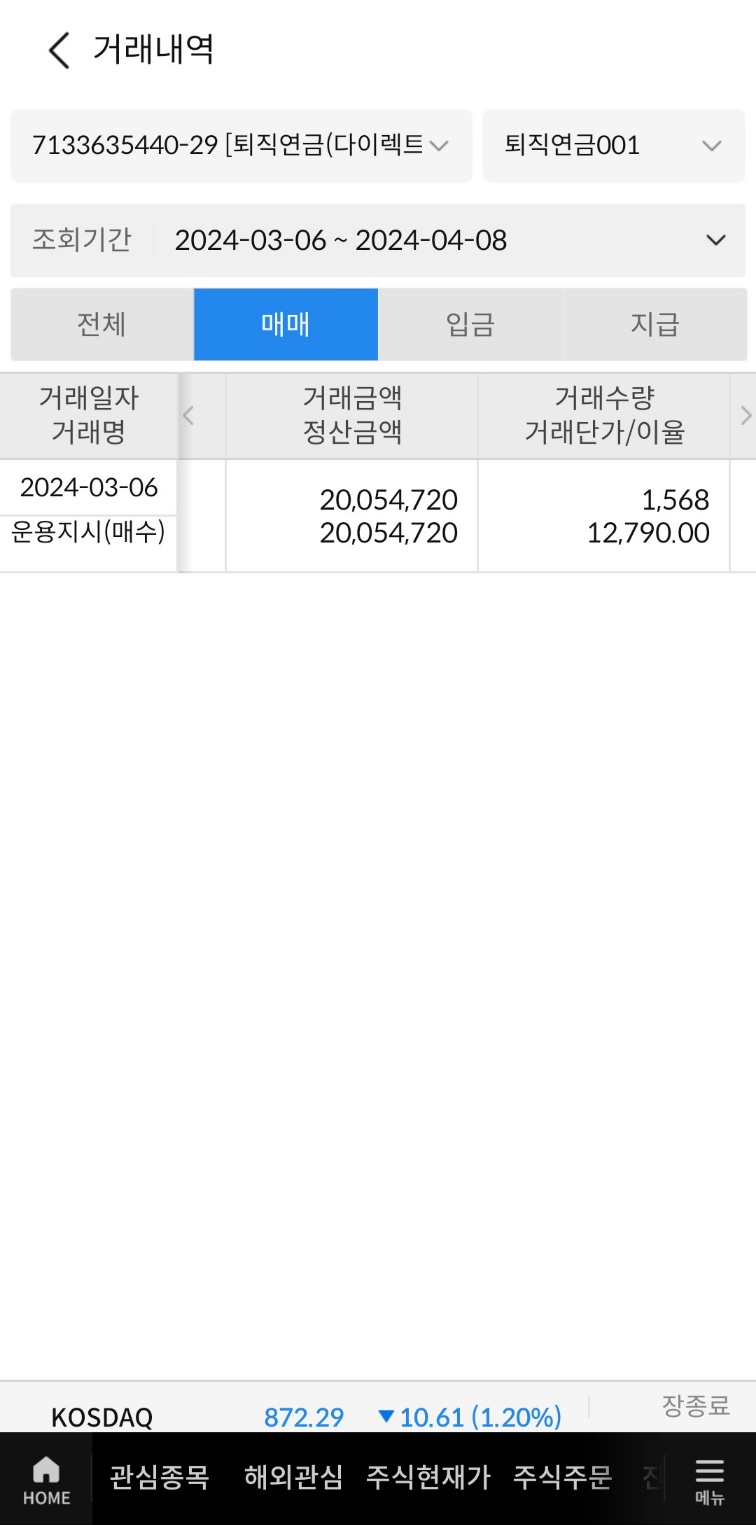 거래내역
7133635440-29 [퇴직연금(다이렉트
퇴직연금001
조회기간 2024-03-06 ~ 2024-04-08
전체 매매 입금 지급
거래일자 거래금액 거래수량
거래명 정산금액 거래단가/이율
2024-03-06 20,054,720 1,568
운용지시(매수) 20,054,720 12,790.00
KOSDAQ 872.29 ▼10.61 (1.20%) 장종료
HOME 관심종목 해외관심 주식현재가 주식주문 메뉴